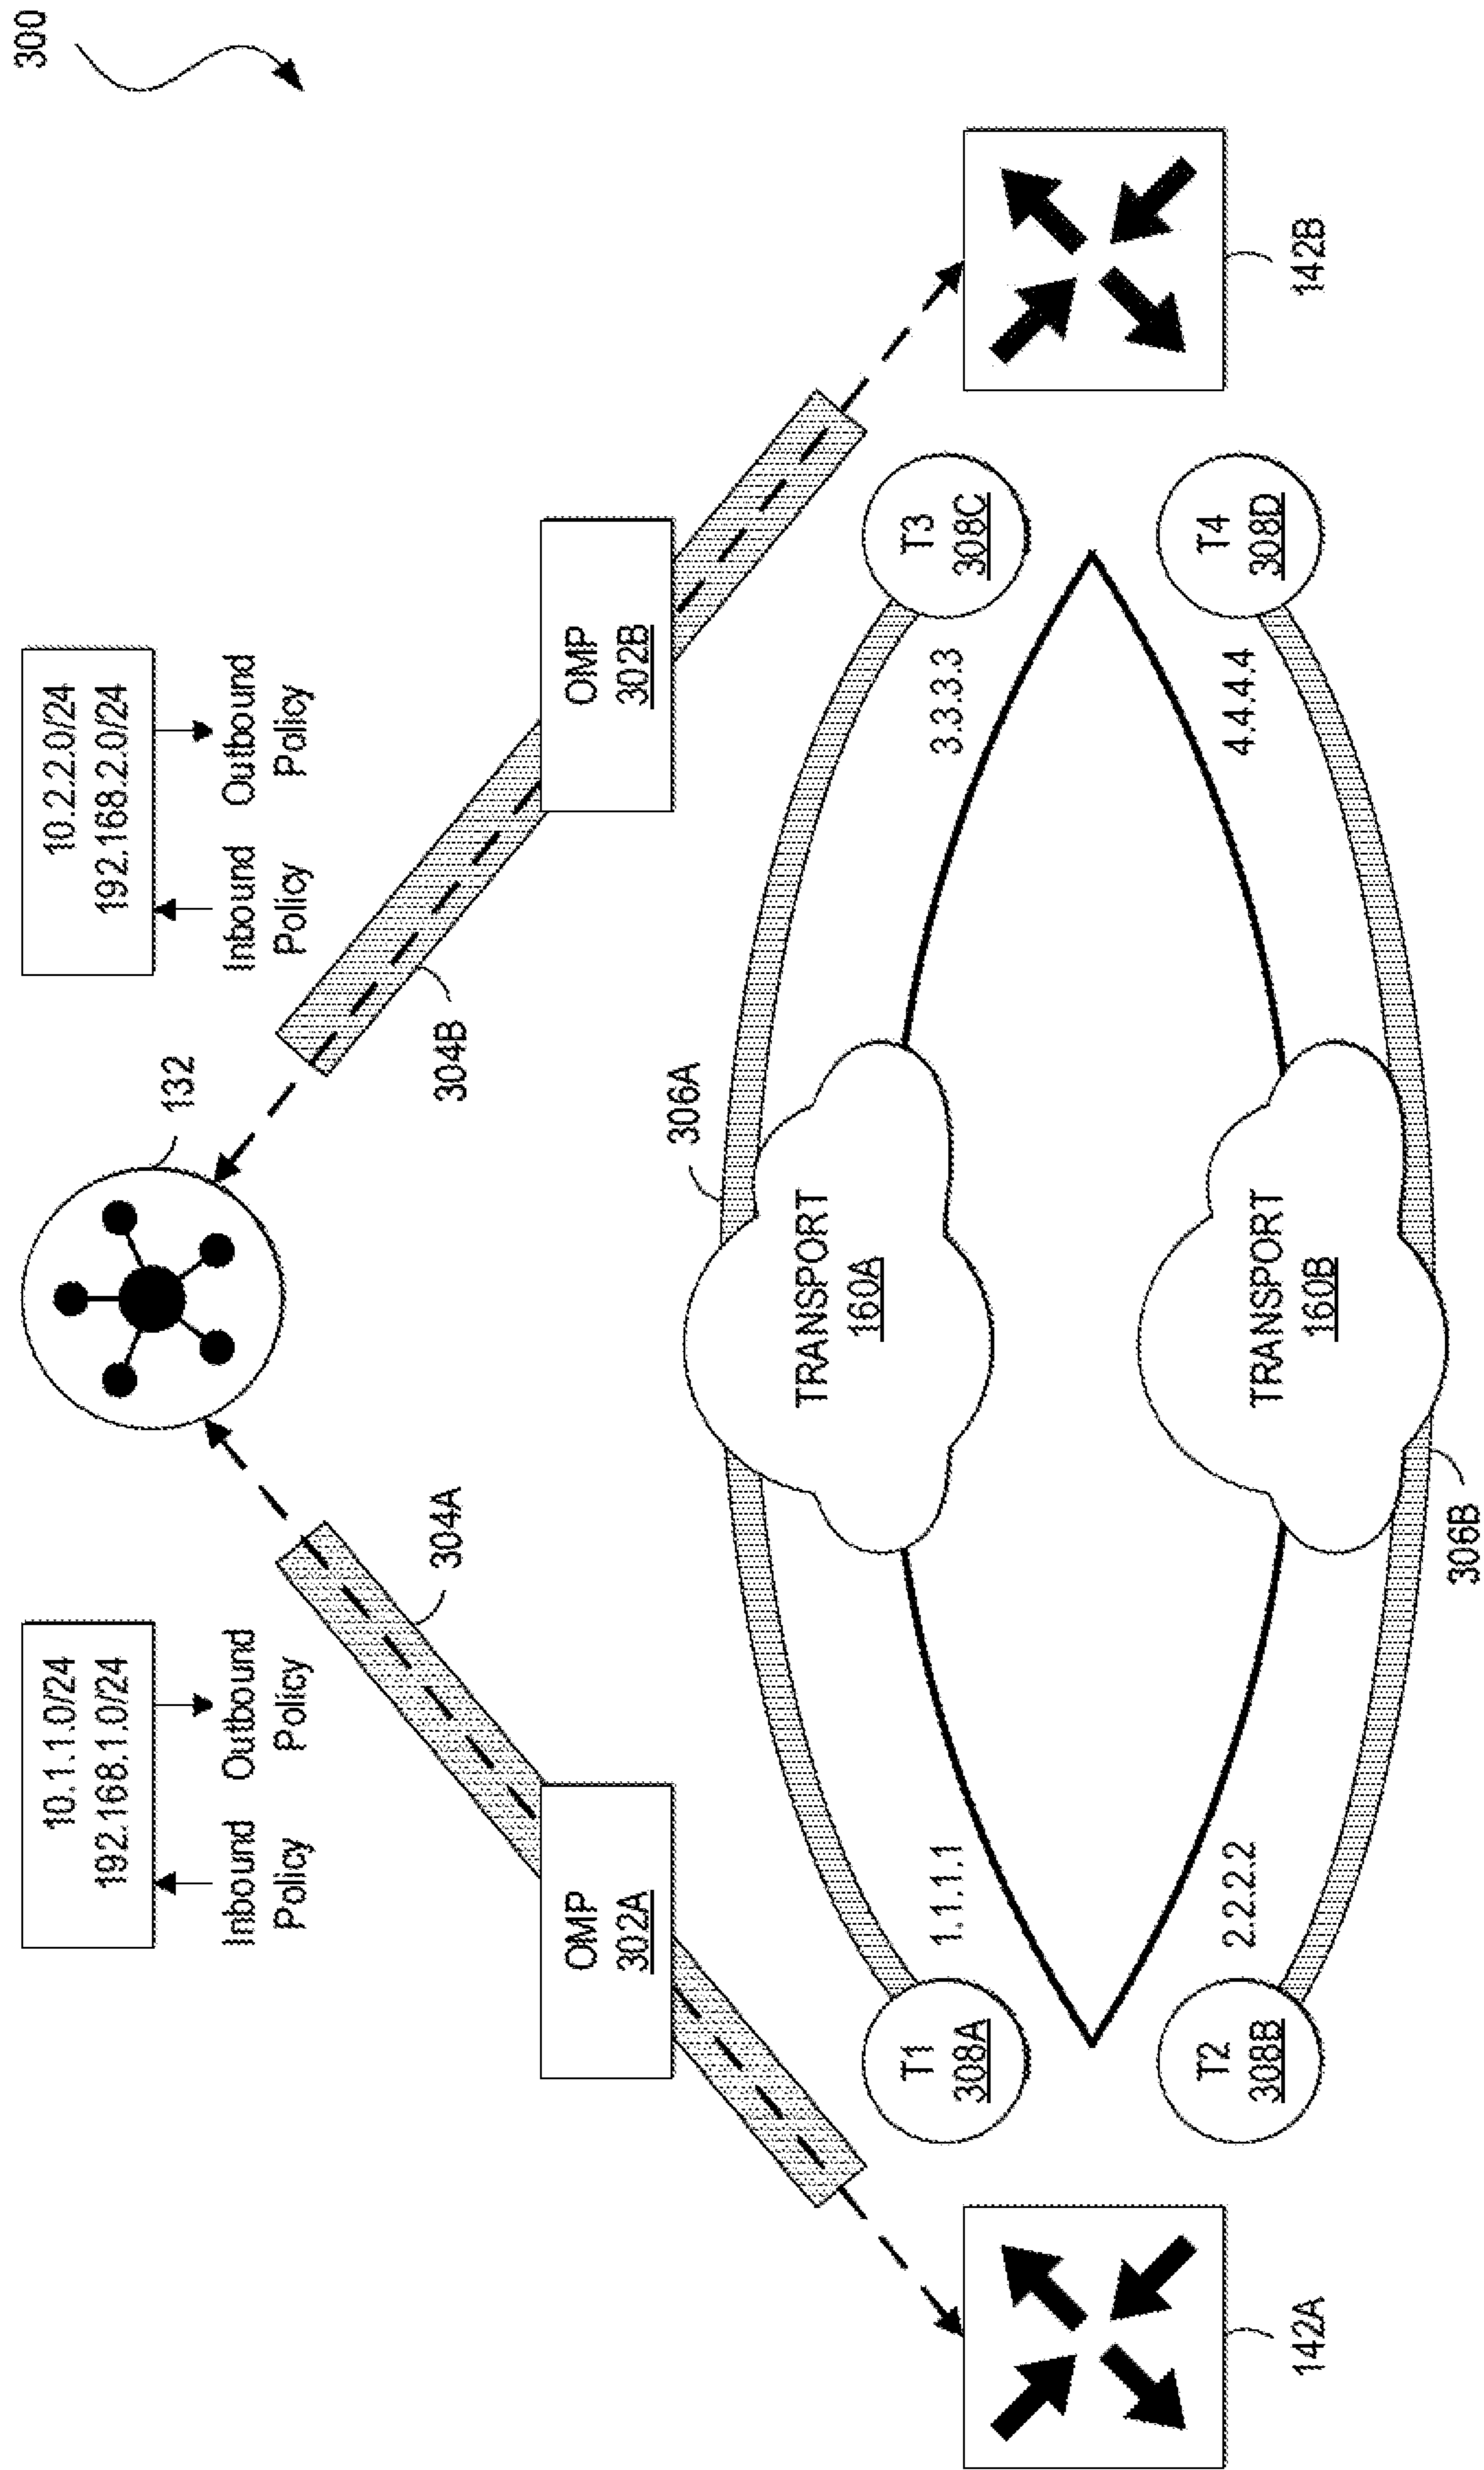 300
10.1.1.0/24
192.168.1.0/24
Inbound
Policy
Outbound
Policy
132
10.2.2.0/24
192.168.2.0/24
Inbound
Policy
Outbound
Policy
304A
304B
OMP
302A
OMP
302B
306A
T1
308A
1.1.1.1
TRANSPORT
160A
3.3.3.3
T3
308C
142A
142B
T2
308B
2.2.2.2
TRANSPORT
160B
4.4.4.4
T4
308D
306B